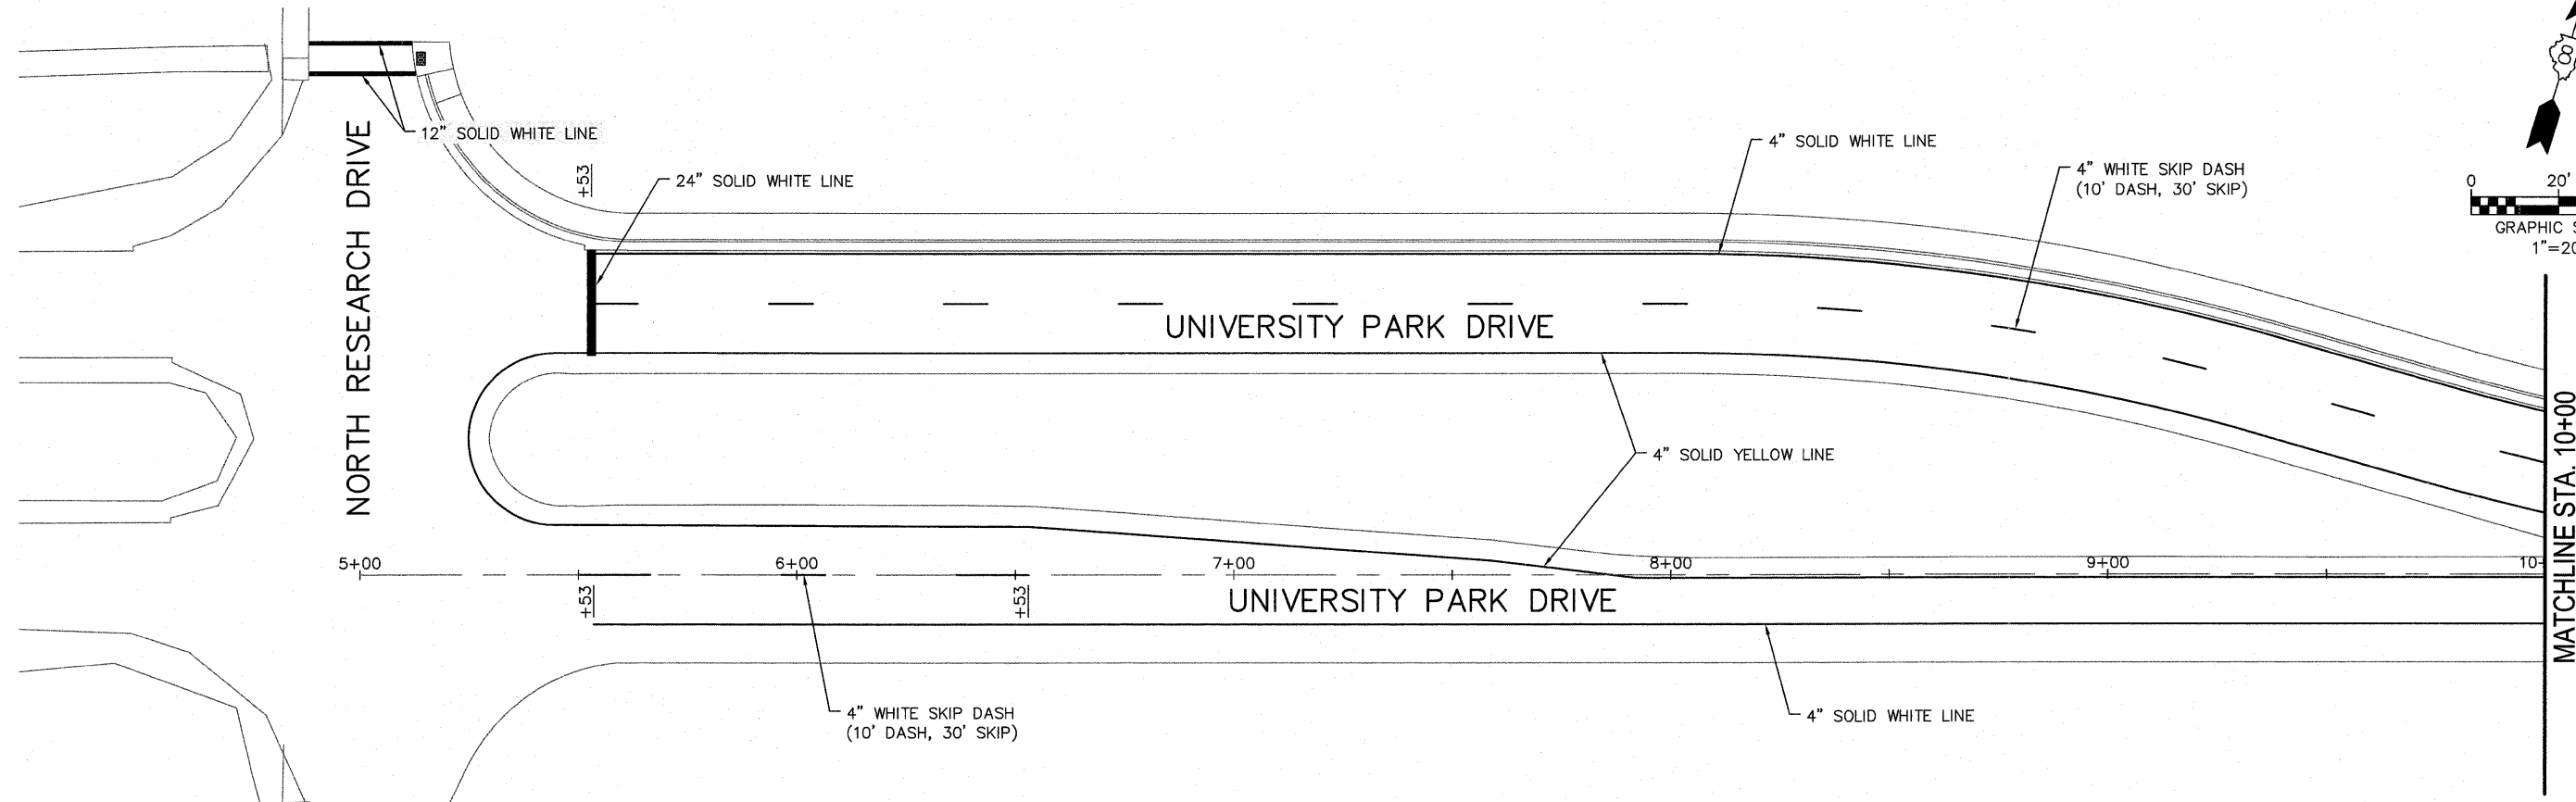 12" SOLID WHITE LINE
NORTH RESEARCH DRIVE
+53
24" SOLID WHITE LINE
4" SOLID WHITE LINE
4" WHITE SKIP DASH
(10' DASH, 30' SKIP)
0 20'
GRAPHIC S
1"=20
UNIVERSITY PARK DRIVE
4" SOLID YELLOW LINE
MATCHLINE STA. 10+00
5+00 6+00 7+00 8+00 9+00 10+
+53
+53
UNIVERSITY PARK DRIVE
4" WHITE SKIP DASH
(10' DASH, 30' SKIP)
4" SOLID WHITE LINE